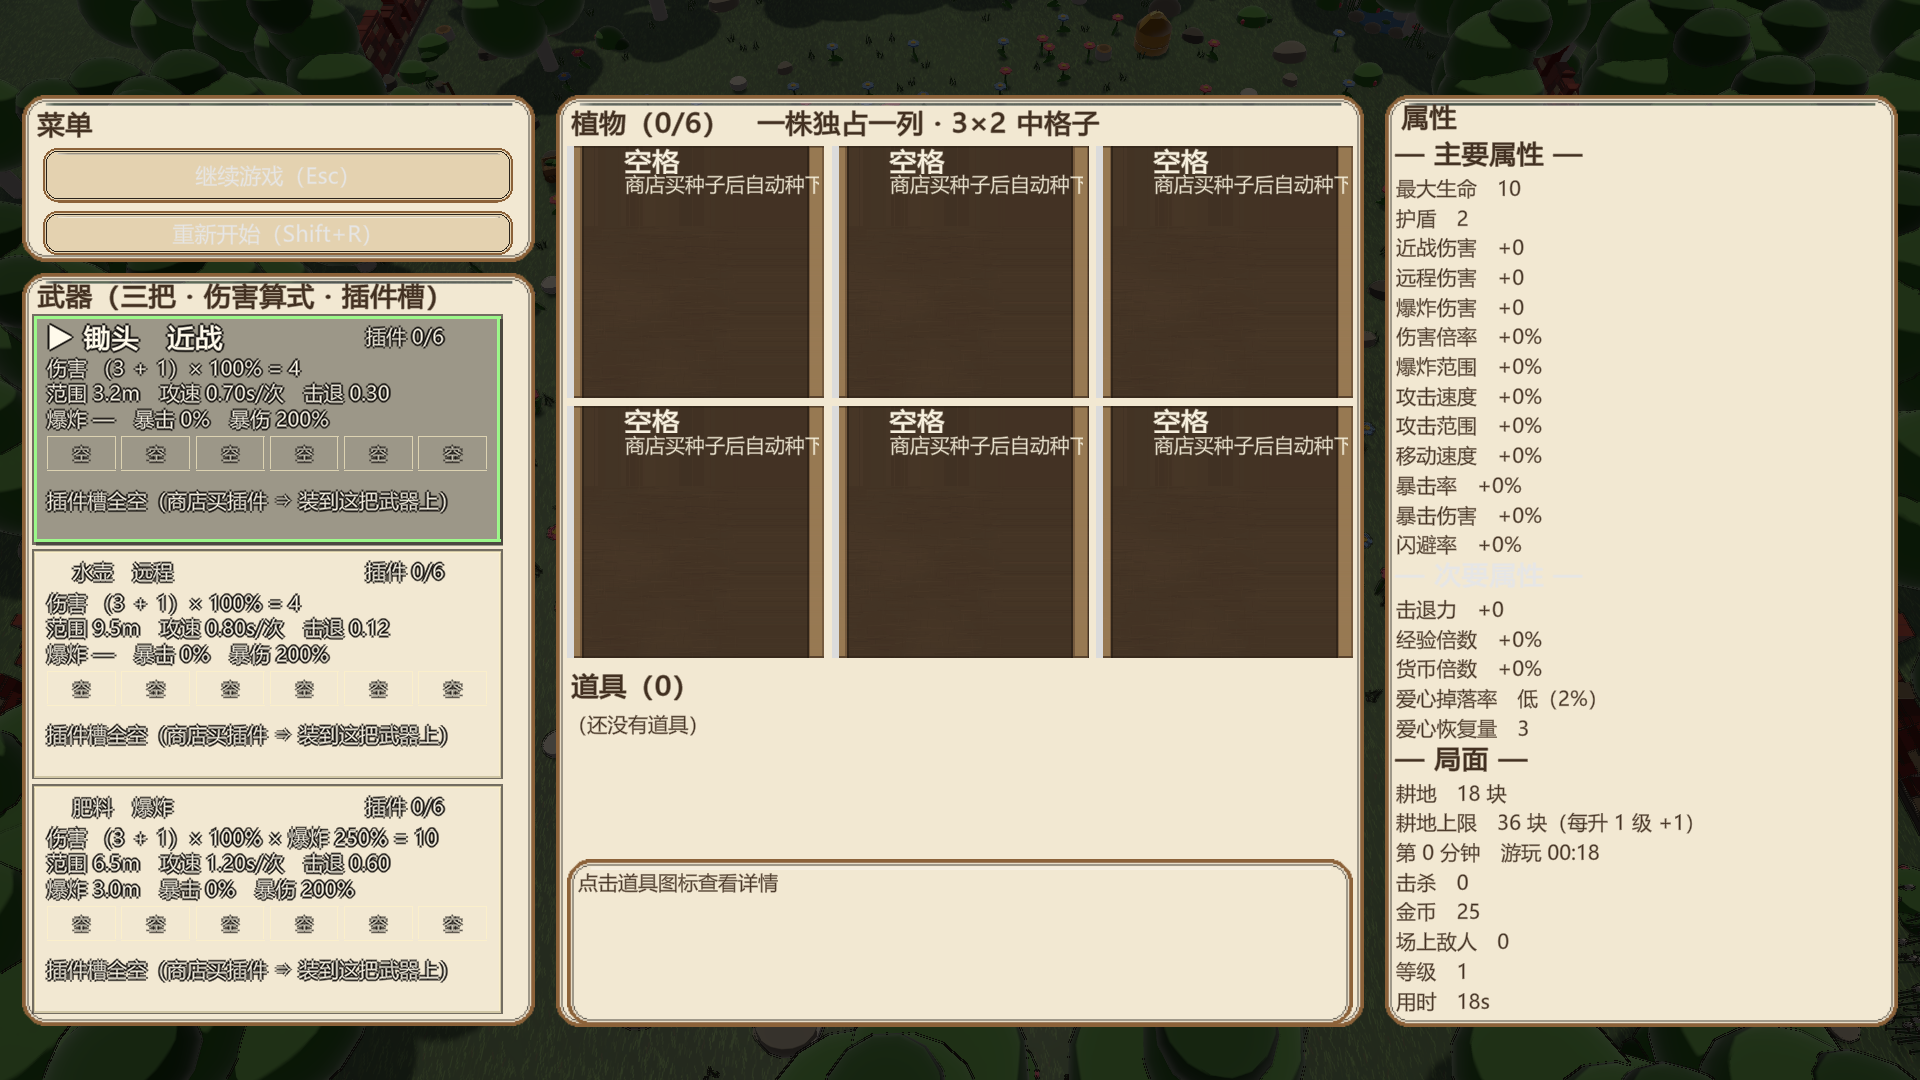 菜单
继续游戏（Esc）
重新开始（Shift+R）
武器（三把 · 伤害算式 · 插件槽）
▶ 锄头 近战 插件 0/6
伤害 （3 + 1）× 100% = 4
范围 3.2m 攻速 0.70s/次 击退 0.30
爆炸 — 暴击 0% 暴伤 200%
空 空 空 空 空 空
插件槽全空（商店买插件 ⇒ 装到这把武器上）
水壶 远程 插件 0/6
伤害 （3 + 1）× 100% = 4
范围 9.5m 攻速 0.80s/次 击退 0.12
爆炸 — 暴击 0% 暴伤 200%
空 空 空 空 空 空
插件槽全空（商店买插件 ⇒ 装到这把武器上）
肥料 爆炸 插件 0/6
伤害 （3 + 1）× 100% × 爆炸 250% = 10
范围 6.5m 攻速 1.20s/次 击退 0.60
爆炸 3.0m 暴击 0% 暴伤 200%
空 空 空 空 空 空
插件槽全空（商店买插件 ⇒ 装到这把武器上）
植物（0/6） 一株独占一列 · 3×2 中格子
空格 空格 空格
商店买种子后自动种下 商店买种子后自动种下 商店买种子后自动种下
空格 空格 空格
商店买种子后自动种下 商店买种子后自动种下 商店买种子后自动种下
道具（0）
（还没有道具）
点击道具图标查看详情
属性
— 主要属性 —
最大生命 10
护盾 2
近战伤害 +0
远程伤害 +0
爆炸伤害 +0
伤害倍率 +0%
爆炸范围 +0%
攻击速度 +0%
攻击范围 +0%
移动速度 +0%
暴击率 +0%
暴击伤害 +0%
闪避率 +0%
— 次要属性 —
击退力 +0
经验倍数 +0%
货币倍数 +0%
爱心掉落率 低（2%）
爱心恢复量 3
— 局面 —
耕地 18 块
耕地上限 36 块（每升 1 级 +1）
第 0 分钟 游玩 00:18
击杀 0
金币 25
场上敌人 0
等级 1
用时 18s